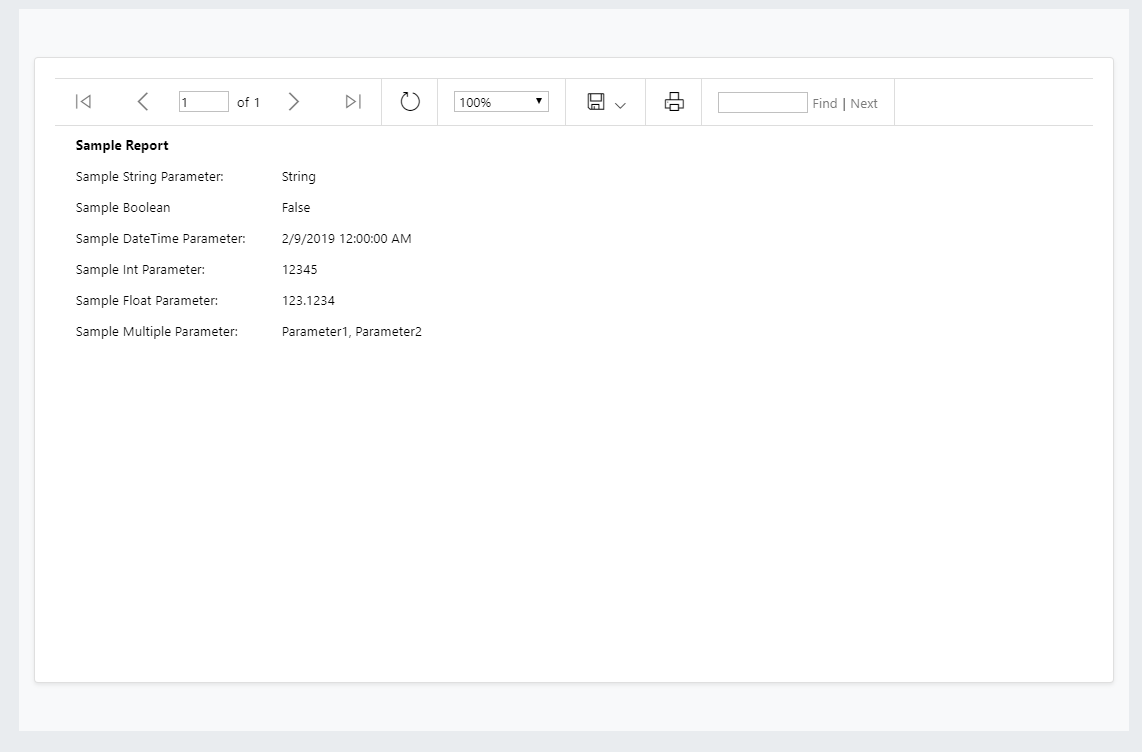 1 of 1 100% Find | Next
Sample Report
Sample String Parameter: String
Sample Boolean False
Sample DateTime Parameter: 2/9/2019 12:00:00 AM
Sample Int Parameter: 12345
Sample Float Parameter: 123.1234
Sample Multiple Parameter: Parameter1, Parameter2